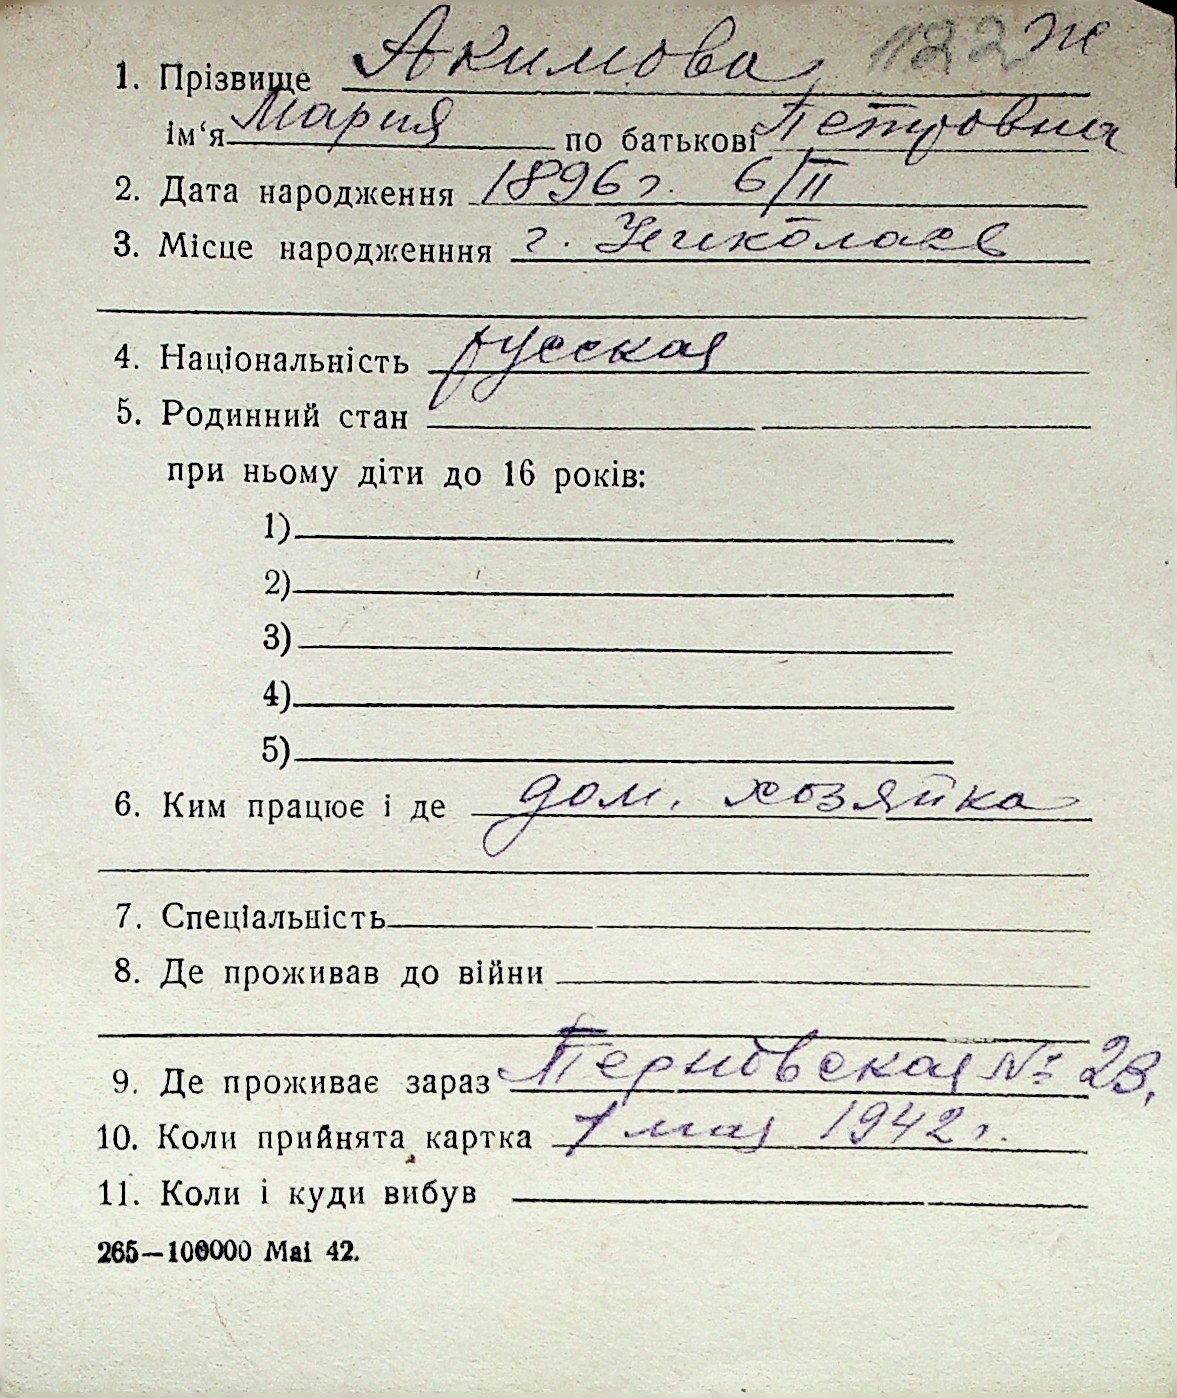 122 ж
1. Прізвище Акимова
ім‘я Мария по батькові Петровна
2. Дата народження 1896 г. 6/II
3. Місце народженння г. Николаев
4. Національність русская
5. Родинний стан
при ньому діти до 16 років:
1)
2)
3)
4)
5)
6. Ким працює і де дом. хозяйка
7. Спеціальність
8. Де проживав до війни
9. Де проживає зараз № 28.
10. Коли прийнята картка 1 мая 1942 г.
11. Коли і куди вибув
265—100000 Mai 42.